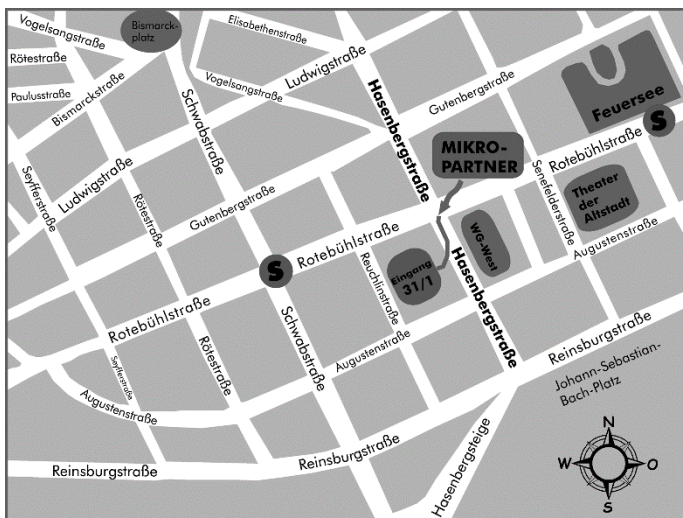 Vogelsangstraße
Bismarck-
platz
Elisabethenstraße
Rötestraße
Paulusstraße
Bismarckstraße
Vogelsangstraße
Ludwigstraße
Hasenbergstraße
Gutenbergstraße
Feuersee
S
Schwabstraße
MIKRO-
PARTNER
Rotebühlstraße
Seyfferstraße
Ludwigstraße
Rötestraße
Gutenbergstraße
Senefelderstraße
Theater
der
Altstadt
Rotebühlstraße
Reuchlinstraße
WG-West
Augustenstraße
S
Eingang
31/1
Hasenbergstraße
Rotebühlstraße
Schwabstraße
Augustenstraße
Reinsburgstraße
Seyfferstraße
Rötestraße
Johann-Sebastian-
Bach-Platz
Augustenstraße
Reinsburgstraße
Reinsburgstraße
Hasenbergsteige
N
W
O
S